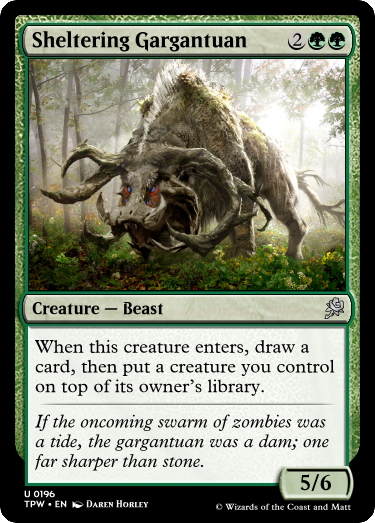 Sheltering Gargantuan 2
Creature — Beast
When this creature enters, draw a
card, then put a creature you control
on top of its owner's library.
If the oncoming swarm of zombies was
a tide, the gargantuan was a dam; one
far sharper than stone.
5/6
U 0196
TPW • EN DAREN HORLEY
© Wizards of the Coast and Matt